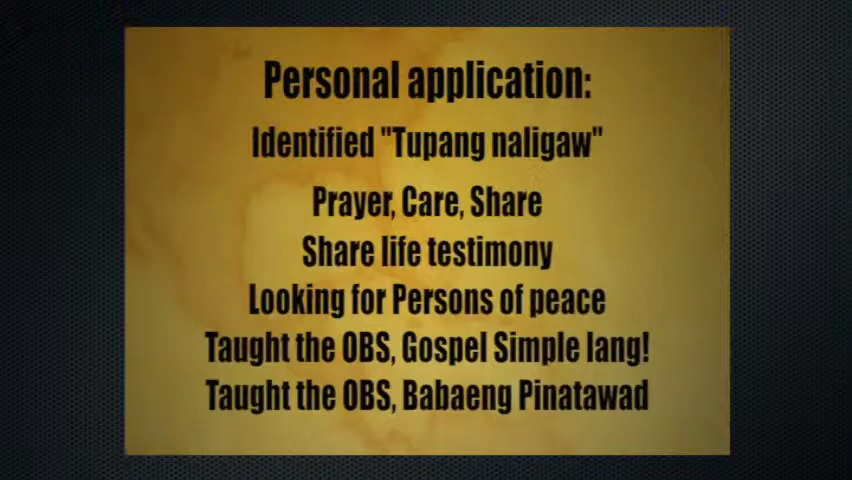 Personal application:
Identified "Tupang naligaw"
Prayer, Care, Share
Share life testimony
Looking for Persons of peace
Taught the OBS, Gospel Simple lang!
Taught the OBS, Babaeng Pinatawad